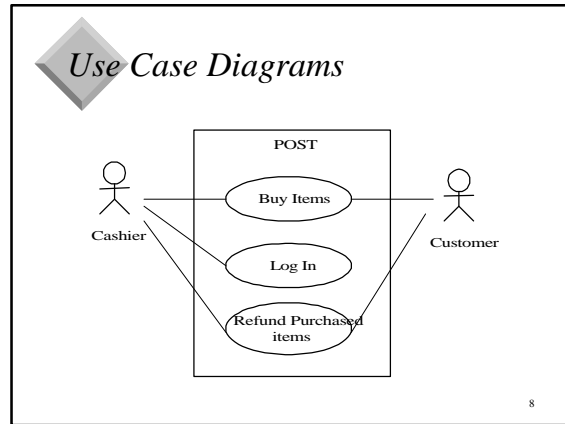 Use Case Diagrams
POST
Buy Items
Cashier
Customer
Log In
Refund Purchased
items
8